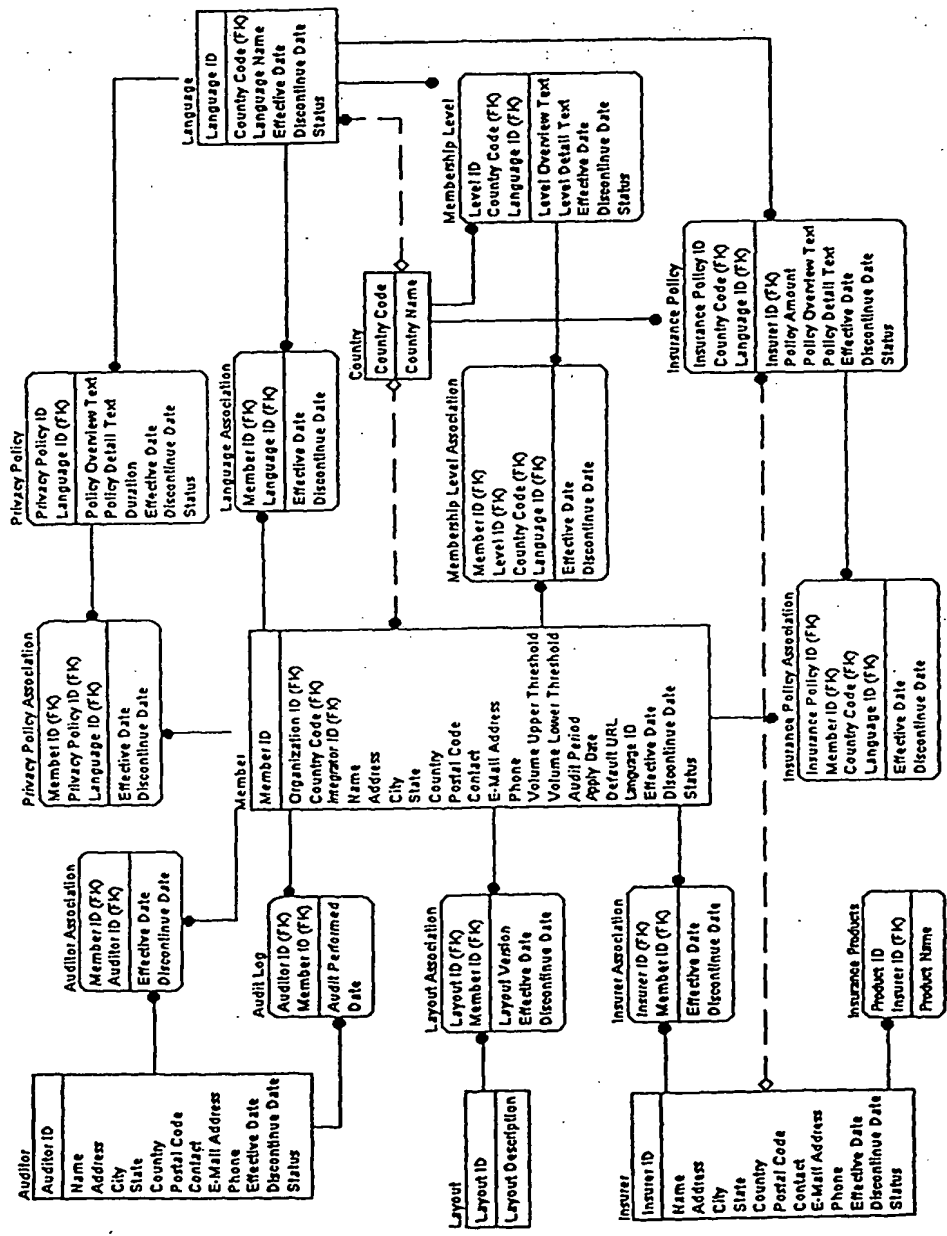 Auditor
Auditor ID
Name
Address
City
State
Country
Postal Code
Contact
E-Mail Address
Phone
Effective Date
Discontinue Date
Status
Auditor Association
Member ID (FK)
Auditor ID (FK)
Effective Date
Discontinue Date
Privacy Policy Association
Member ID (FK)
Privacy Policy ID (FK)
Language ID (FK)
Effective Date
Discontinue Date
Privacy Policy
Privacy Policy ID
Language ID (FK)
Policy Overview Text
Policy Detail Text
Duration
Effective Date
Discontinue Date
Status
Language
Language ID
Country Code (FK)
Language Name
Effective Date
Discontinue Date
Status
Audit Log
Auditor ID (FK)
Member ID (FK)
Audit Performed
Date
Member
Member ID
Organization ID (FK)
Country Code (FK)
Integrator ID (FK)
Name
Address
City
State
Country
Postal Code
Contact
E-Mail Address
Phone
Volume Upper Threshold
Volume Lower Threshold
Audit Period
Apply Date
Default URL
Language ID
Effective Date
Discontinue Date
Status
Language Association
Member ID (FK)
Language ID (FK)
Effective Date
Discontinue Date
Country
Country Code
Country Name
Membership Level
Level ID
Country Code (FK)
Language ID (FK)
Level Overview Text
Level Detail Text
Effective Date
Discontinue Date
Status
Layout
Layout ID
Layout Description
Layout Association
Layout ID (FK)
Member ID (FK)
Layout Version
Effective Date
Discontinue Date
Membership Level Association
Member ID (FK)
Level ID (FK)
Country Code (FK)
Language ID (FK)
Effective Date
Discontinue Date
Insurer
Insurer ID
Name
Address
City
State
Country
Postal Code
Contact
E-Mail Address
Phone
Effective Date
Discontinue Date
Status
Insurer Association
Insurer ID (FK)
Member ID (FK)
Effective Date
Discontinue Date
Insurance Products
Product ID
Insurer ID (FK)
Product Name
Insurance Policy Association
Insurance Policy ID (FK)
Member ID (FK)
Country Code (FK)
Language ID (FK)
Effective Date
Discontinue Date
Insurance Policy
Insurance Policy ID
Country Code (FK)
Language ID (FK)
Insurer ID (FK)
Policy Amount
Policy Overview Text
Policy Detail Text
Effective Date
Discontinue Date
Status